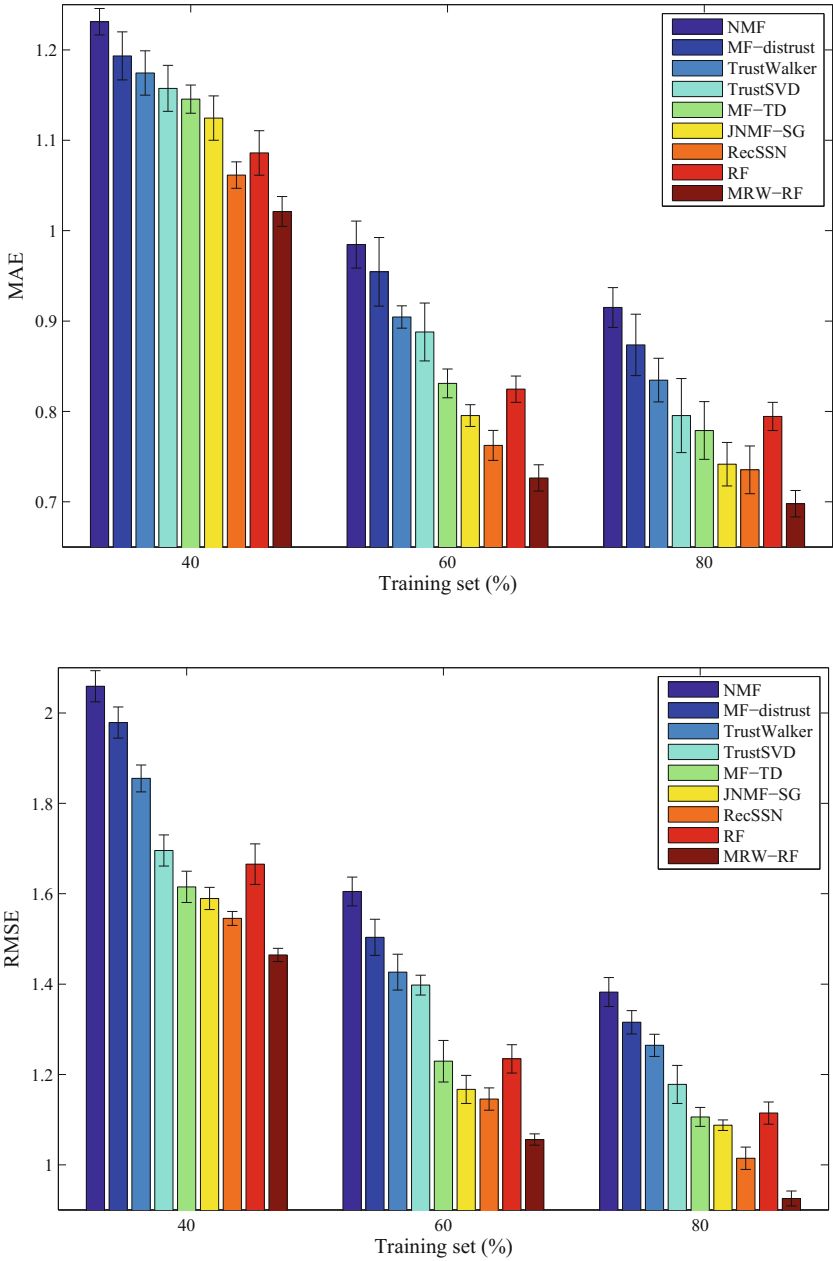 1.2
1.1
1
0.9
0.8
0.7
MAE
NMF
MF−distrust
TrustWalker
TrustSVD
MF−TD
JNMF−SG
RecSSN
RF
MRW−RF
40
60
80
Training set (%)
2
1.8
1.6
1.4
1.2
1
RMSE
NMF
MF−distrust
TrustWalker
TrustSVD
MF−TD
JNMF−SG
RecSSN
RF
MRW−RF
40
60
80
Training set (%)